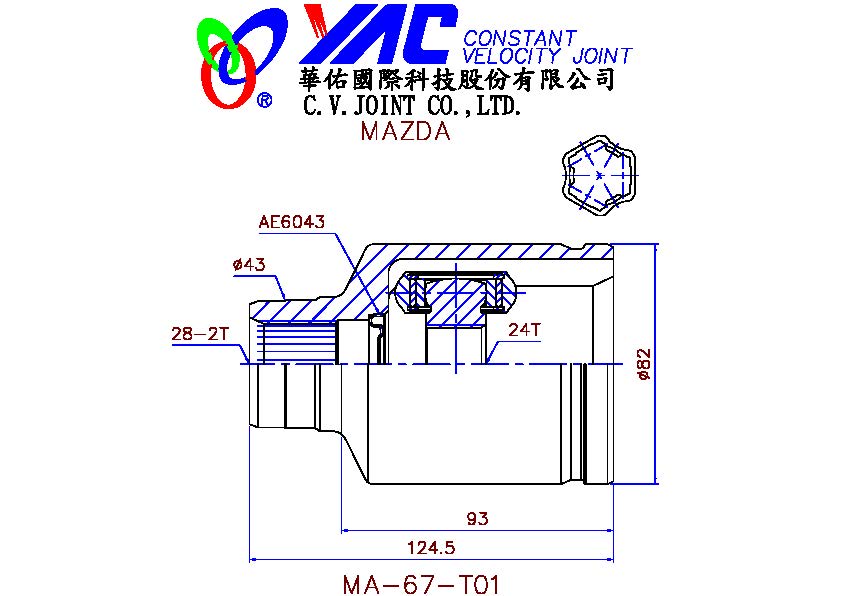 YAC CONSTANT
VELOCITY JOINT
®
華佑國際科技股份有限公司
C.V.JOINT CO.,LTD.
MAZDA
AE6043
ø43
28-2T
24T
ø82
93
124.5
MA-67-T01